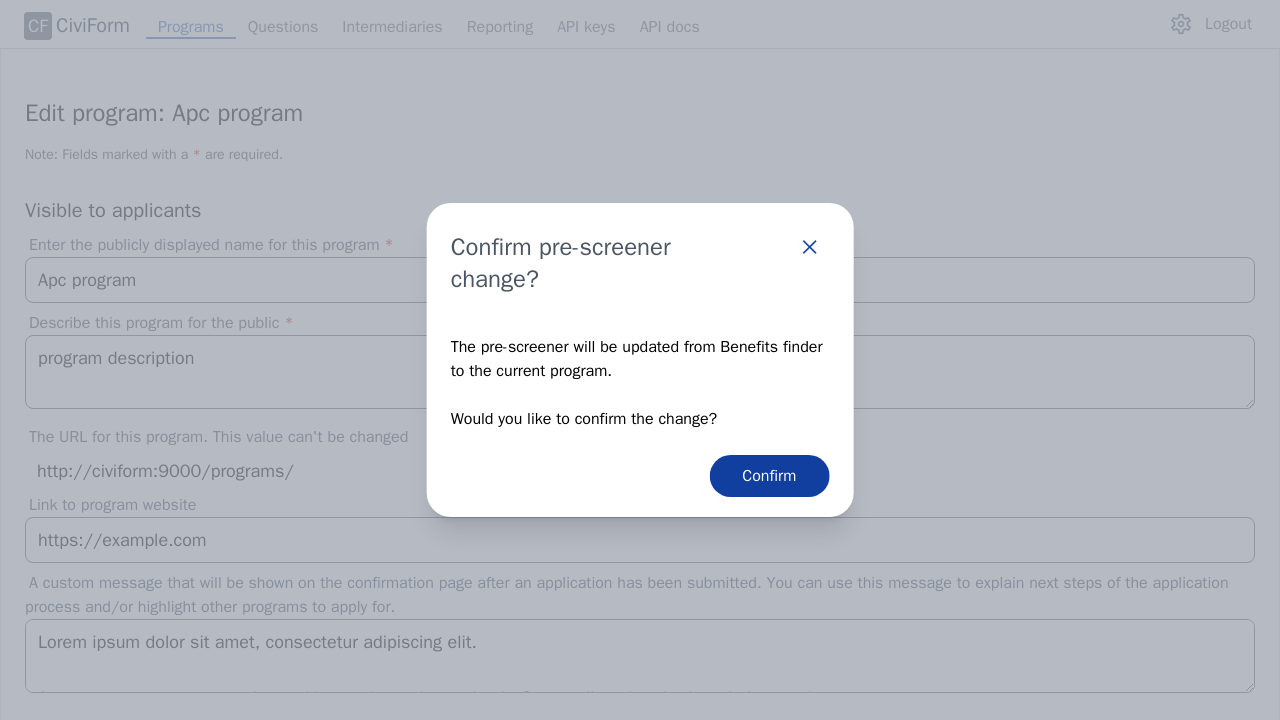 CF CiviForm Programs Questions Intermediaries Reporting API keys API docs Logout
Edit program: Apc program
Note: Fields marked with a * are required.
Visible to applicants
Enter the publicly displayed name for this program *
Apc program
Describe this program for the public *
program description
The URL for this program. This value can't be changed
http://civiform:9000/programs/
Link to program website
https://example.com
A custom message that will be shown on the confirmation page after an application has been submitted. You can use this message to explain next steps of the application
process and/or highlight other programs to apply for.
Lorem ipsum dolor sit amet, consectetur adipiscing elit.
Confirm pre-screener
change?
The pre-screener will be updated from Benefits finder
to the current program.
Would you like to confirm the change?
Confirm